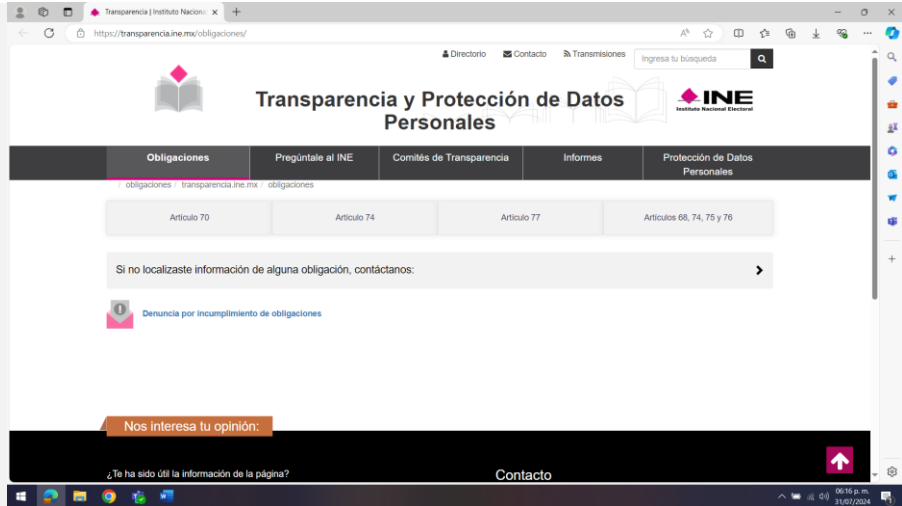 Transparencia | Instituto Naciona
https://transparencia.ine.mx/obligaciones/
Directorio Contacto Transmisiones
Ingresa tu búsqueda
Transparencia y Protección de Datos
Personales
INE
Instituto Nacional Electoral
Obligaciones Pregúntale al INE Comités de Transparencia Informes Protección de Datos
Personales
/ obligaciones / transparencia.ine.mx / obligaciones
Artículo 70 Artículo 74 Artículo 77 Artículos 68, 74, 75 y 76
Si no localizaste información de alguna obligación, contáctanos:
Denuncia por incumplimiento de obligaciones
Nos interesa tu opinión:
¿Te ha sido útil la información de la página? Contacto
06:16 p. m.
31/07/2024